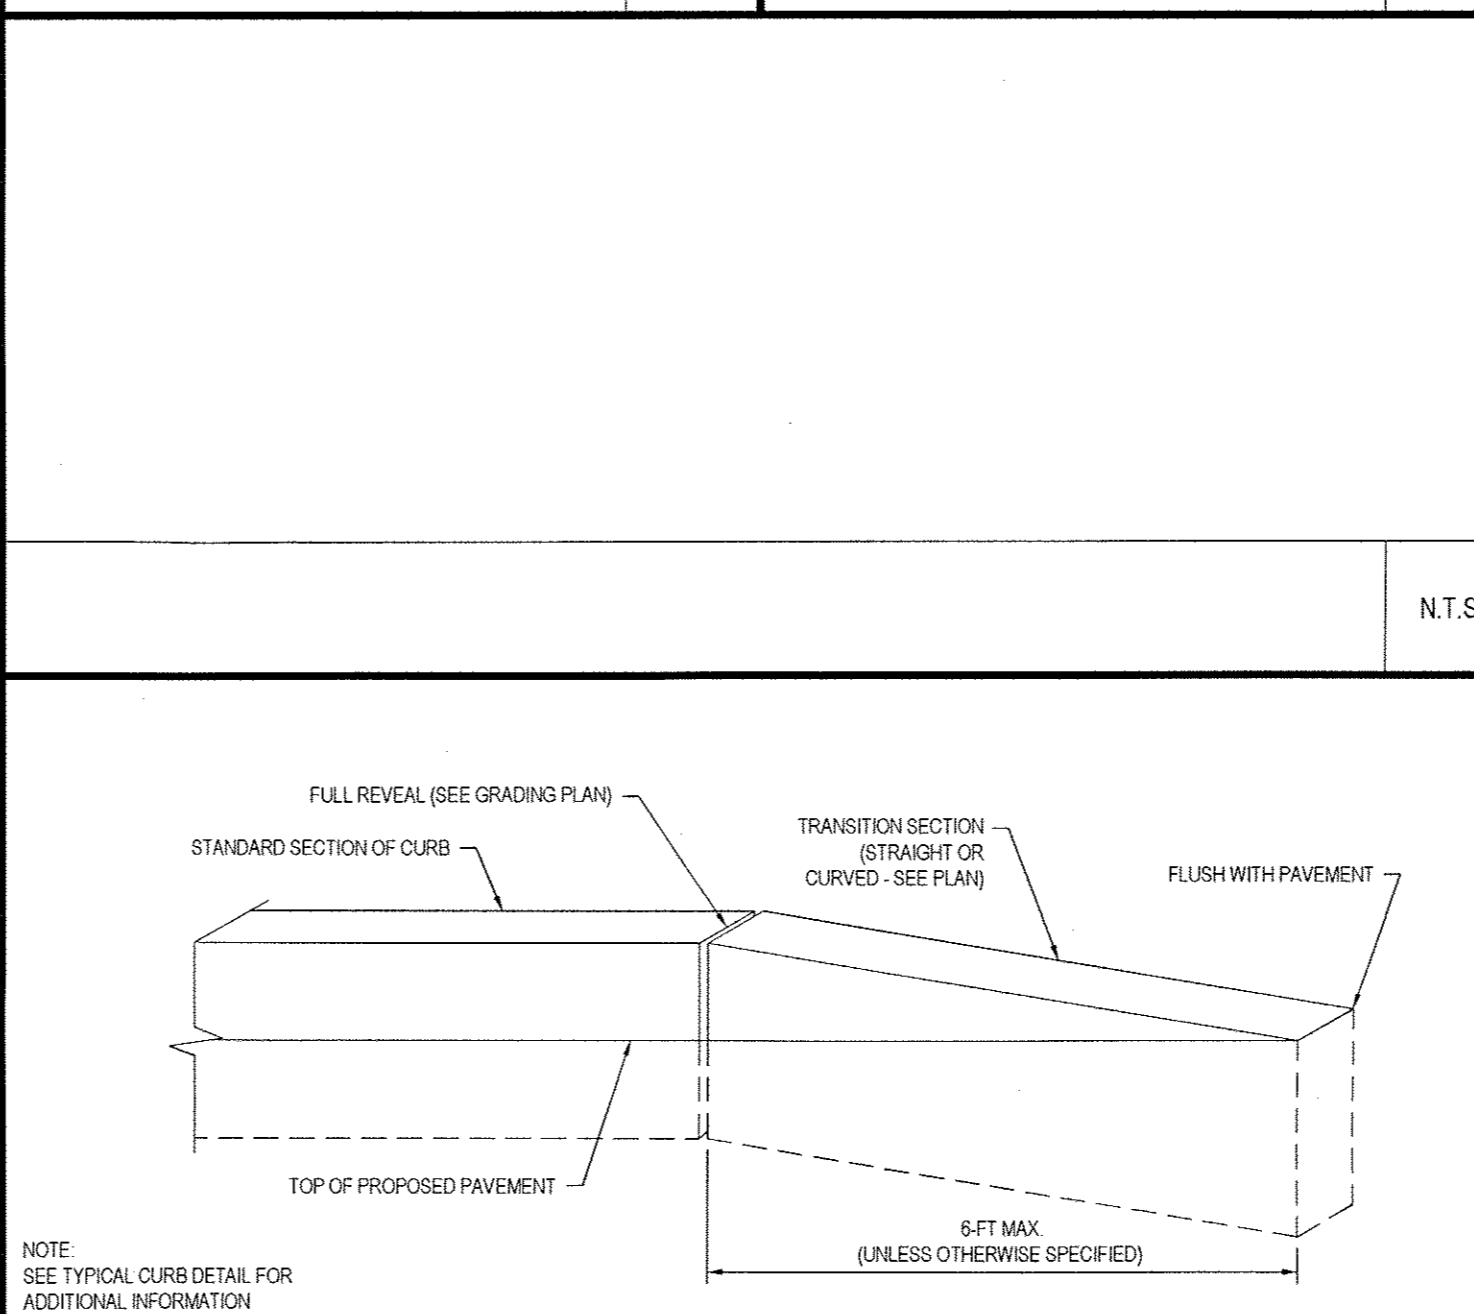 N.T.S
FULL REVEAL (SEE GRADING PLAN)
STANDARD SECTION OF CURB
TRANSITION SECTION
(STRAIGHT OR
CURVED - SEE PLAN)
FLUSH WITH PAVEMENT
TOP OF PROPOSED PAVEMENT
6-FT MAX.
(UNLESS OTHERWISE SPECIFIED)
NOTE:
SEE TYPICAL CURB DETAIL FOR
ADDITIONAL INFORMATION